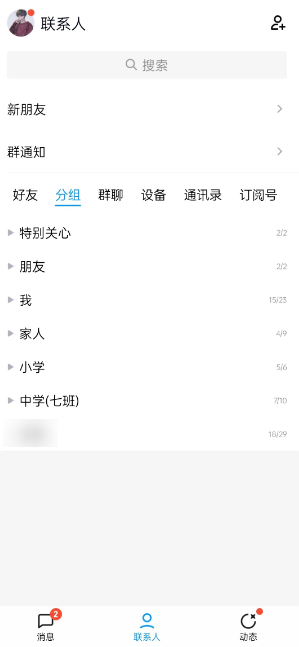 联系人
搜索
新朋友
群通知
好友 分组 群聊 设备 通讯录 订阅号
特别关心 2/2
朋友 2/2
我 15/23
家人 4/9
小学 5/6
中学(七班) 7/10
18/29
2
消息 联系人 动态